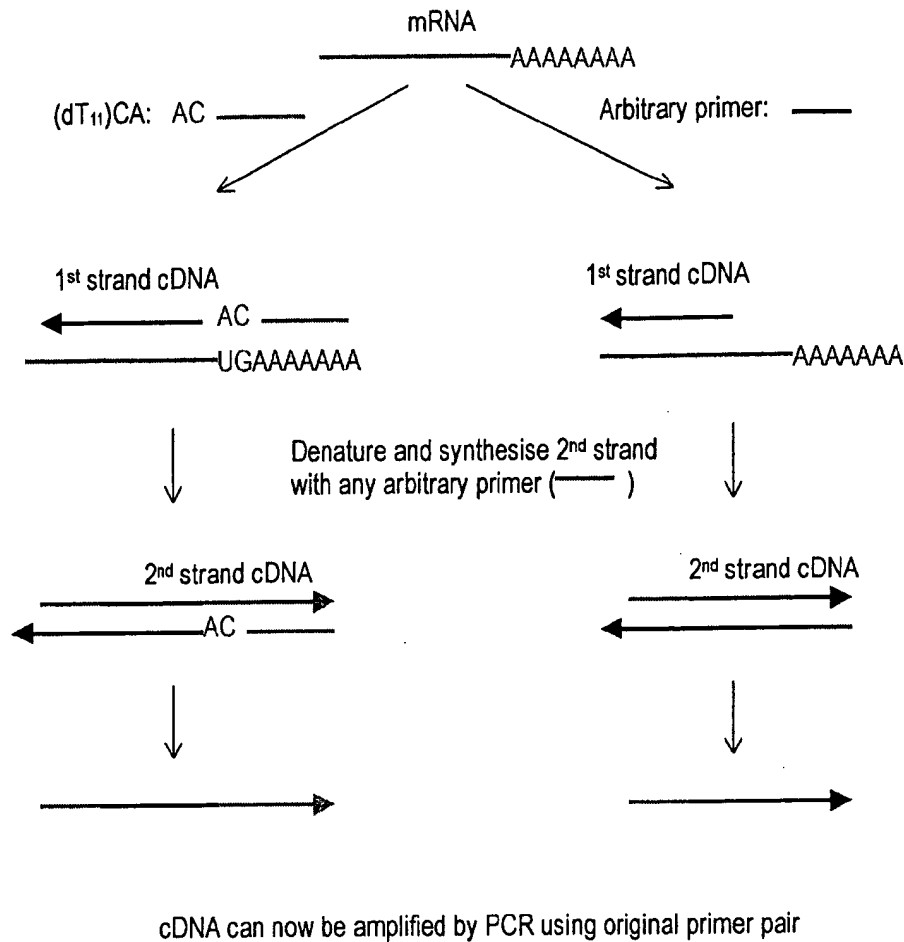 mRNA
AAAAAAAA
(dT₁₁)CA: AC
Arbitrary primer:
1st strand cDNA
1st strand cDNA
AC
UGAAAAAAA
AAAAAAA
Denature and synthesise 2nd strand
with any arbitrary primer ( )
2nd strand cDNA
2nd strand cDNA
AC
cDNA can now be amplified by PCR using original primer pair